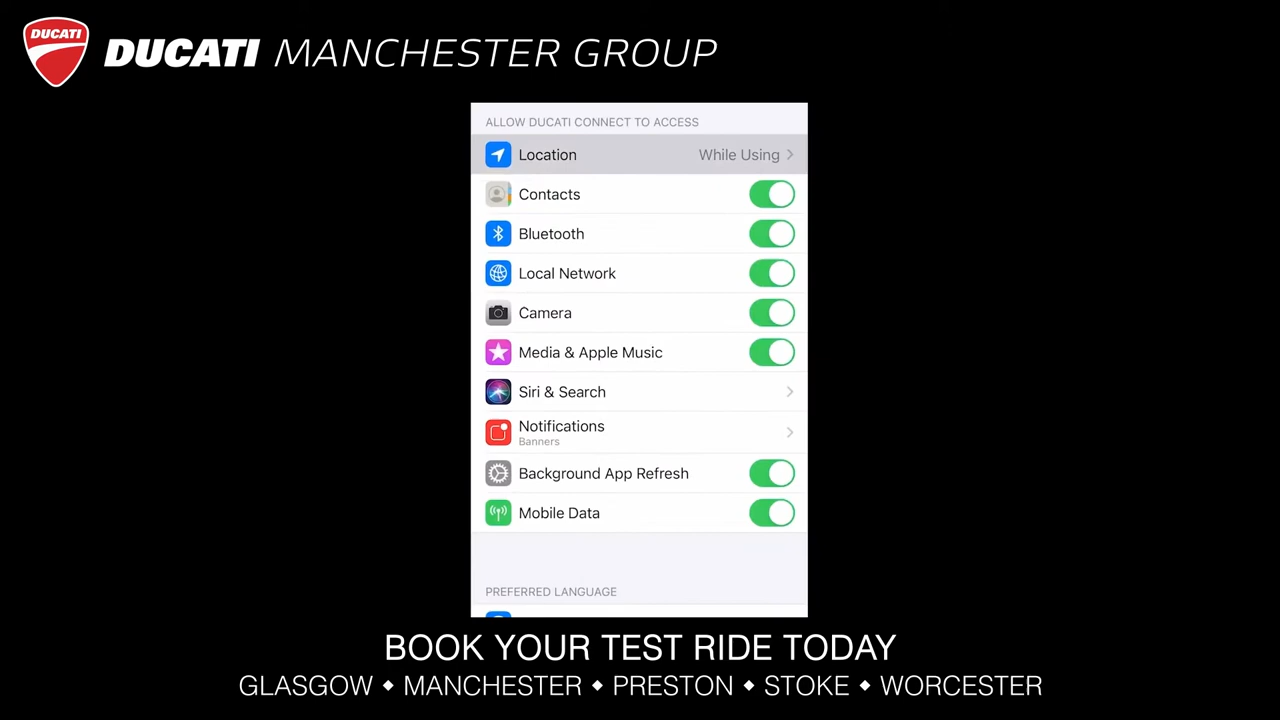 DUCATI
DUCATI MANCHESTER GROUP
ALLOW DUCATI CONNECT TO ACCESS
Location While Using
Contacts
Bluetooth
Local Network
Camera
Media & Apple Music
Siri & Search
Notifications
Banners
Background App Refresh
Mobile Data
PREFERRED LANGUAGE
BOOK YOUR TEST RIDE TODAY
GLASGOW ◆ MANCHESTER ◆ PRESTON ◆ STOKE ◆ WORCESTER